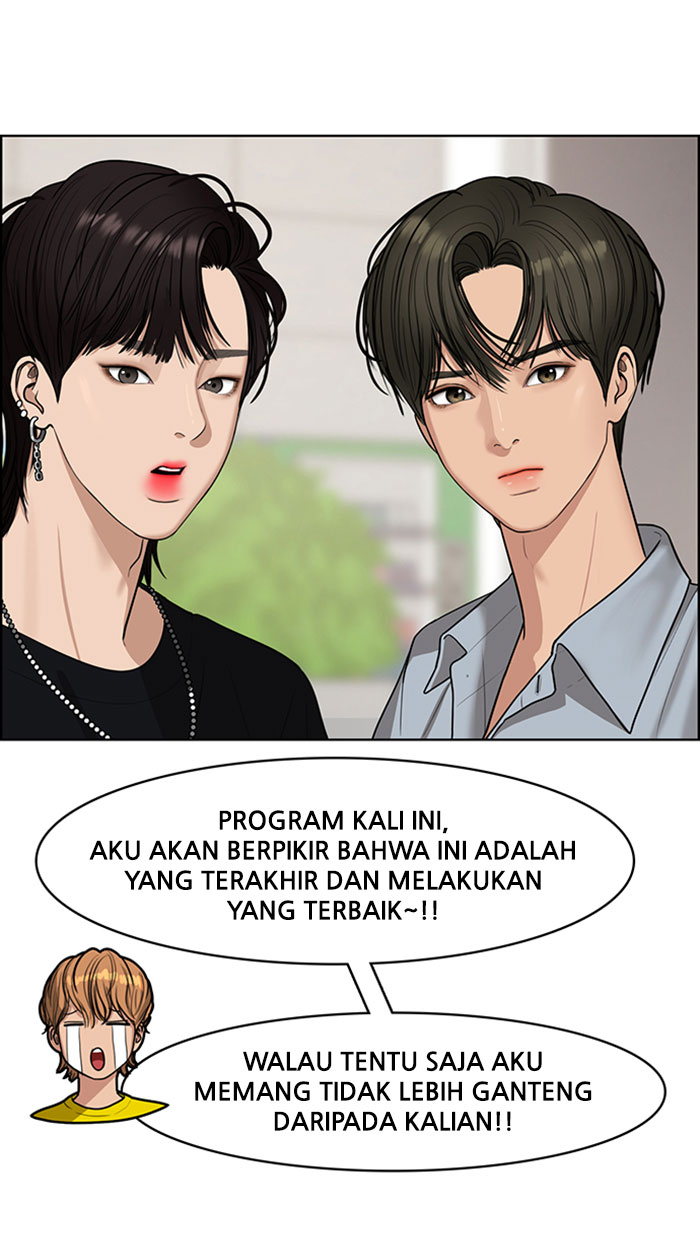 PROGRAM KALI INI,
AKU AKAN BERPIKIR BAHWA INI ADALAH
YANG TERAKHIR DAN MELAKUKAN
YANG TERBAIK~!!
WALAU TENTU SAJA AKU
MEMANG TIDAK LEBIH GANTENG
DARIPADA KALIAN!!